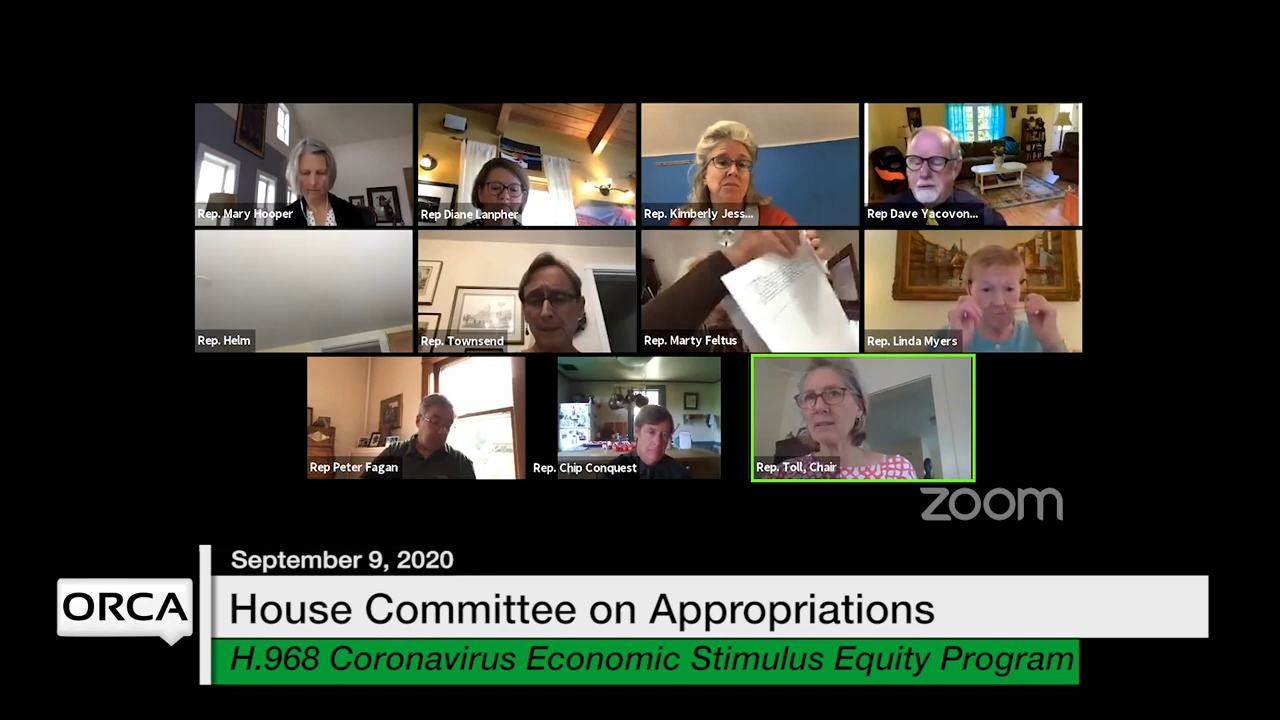 Rep. Mary Hooper
Rep Diane Lanpher
Rep. Kimberly Jess...
Rep Dave Yacovon...
Rep. Helm
Rep. Townsend
Rep. Marty Feltus
Rep. Linda Myers
Rep Peter Fagan
Rep. Chip Conquest
Rep. Toll, Chair
zoom
September 9, 2020
ORCA
House Committee on Appropriations
H.968 Coronavirus Economic Stimulus Equity Program